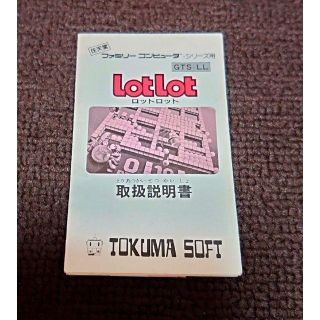 任天堂
ファミリー コンピュータ・シリーズ用
GTS-LL
LotLot
ロットロット
取扱説明書
TOKUMA SOFT